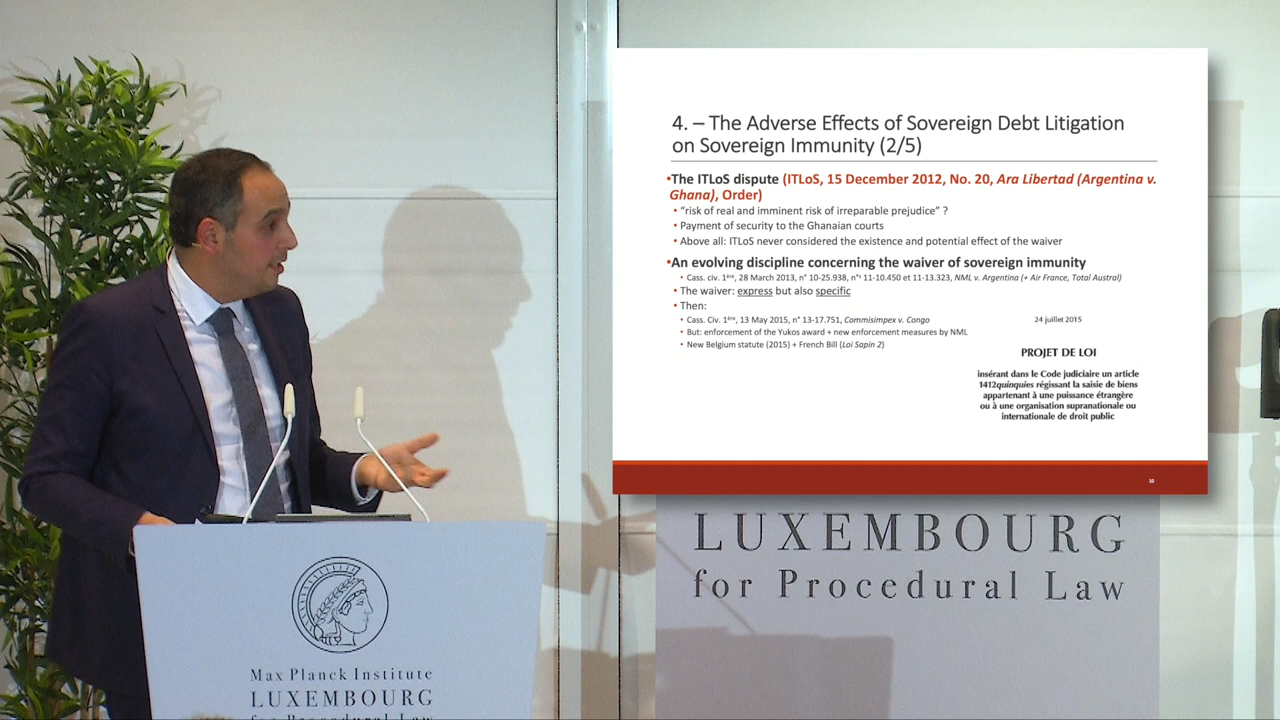 4. – The Adverse Effects of Sovereign Debt Litigation
on Sovereign Immunity (2/5)
•The ITLoS dispute (ITLoS, 15 December 2012, No. 20, Ara Libertad (Argentina v.
Ghana), Order)
• “risk of real and imminent risk of irreparable prejudice” ?
• Payment of security to the Ghanaian courts
• Above all: ITLoS never considered the existence and potential effect of the waiver
•An evolving discipline concerning the waiver of sovereign immunity
• Cass. civ. 1ère, 28 March 2013, n° 10-25.938, n°s 11-10.450 et 11-13.323, NML v. Argentina (+ Air France, Total Austral)
• The waiver: express but also specific
• Then:
• Cass. Civ. 1ère, 13 May 2015, n° 13-17.751, Commisimpex v. Congo
• But: enforcement of the Yukos award + new enforcement measures by NML
• New Belgium statute (2015) + French Bill (Loi Sapin 2)
24 juillet 2015
PROJET DE LOI
insérant dans le Code judiciaire un article
1412quinquies régissant la saisie de biens
appartenant à une puissance étrangère
ou à une organisation supranationale ou
internationale de droit public
10
LUXEMBOURG
for Procedural Law
Max Planck Institute
LUXEMBOURG
for Procedural Law